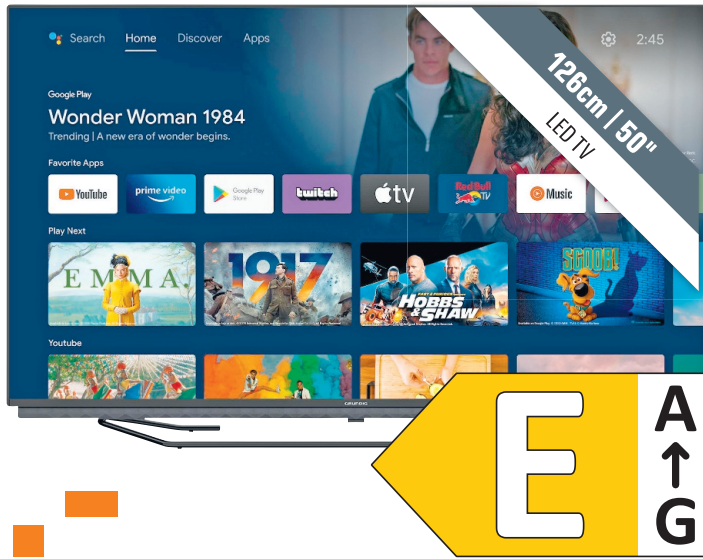 Search Home Discover Apps 2:45
Google Play
Wonder Woman 1984
Trending | A new era of wonder begins.
126cm | 50"
LED TV
Favorite Apps
YouTube prime video Google Play Store twitch tv Red Bull TV Music
Play Next
EMMA. 1917 HOBBS & SHAW SCOOB!
Youtube
GRUNDIG
E
A
G